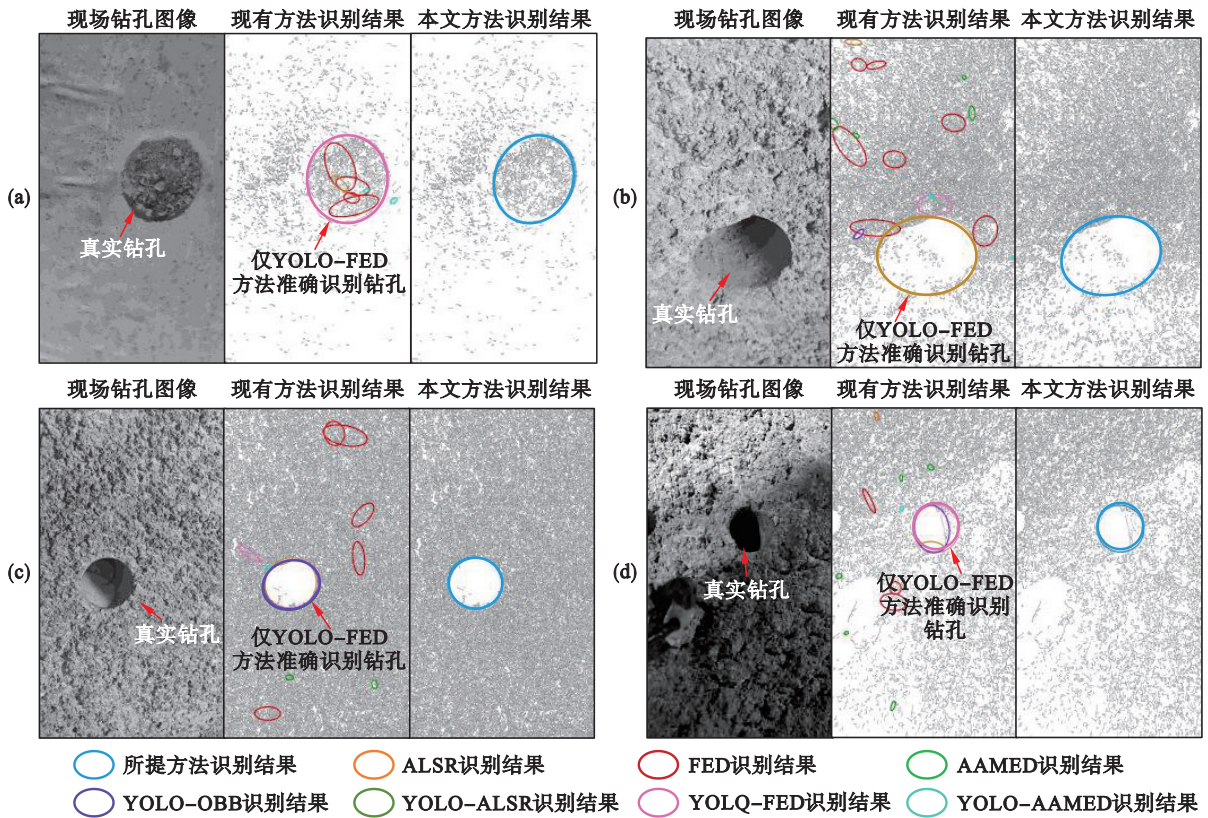 现场钻孔图像 现有方法识别结果 本文方法识别结果
(a)
真实钻孔
仅YOLO-FED
方法准确识别钻孔
现场钻孔图像 现有方法识别结果 本文方法识别结果
(b)
真实钻孔
仅YOLO-FED
方法准确识别钻孔
现场钻孔图像 现有方法识别结果 本文方法识别结果
(c)
真实钻孔
仅YOLO-FED
方法准确识别钻孔
现场钻孔图像 现有方法识别结果 本文方法识别结果
(d)
真实钻孔
仅YOLO-FED
方法准确识别
钻孔
所提方法识别结果 ALSR识别结果 FED识别结果 AAMED识别结果
YOLO-OBB识别结果 YOLO-ALSR识别结果 YOLQ-FED识别结果 YOLO-AAMED识别结果